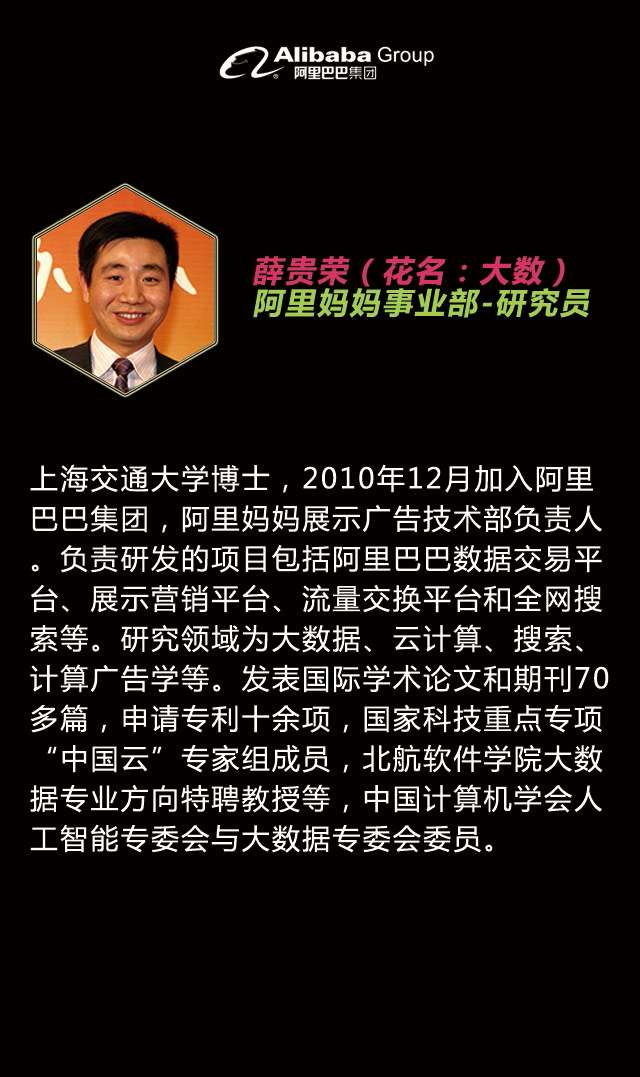 Alibaba Group
阿里巴巴集团
薛贵荣（花名：大数）
阿里妈妈事业部-研究员
上海交通大学博士，2010年12月加入阿里
巴巴集团，阿里妈妈展示广告技术部负责人
。负责研发的项目包括阿里巴巴数据交易平
台、展示营销平台、流量交换平台和全网搜
索等。研究领域为大数据、云计算、搜索、
计算广告学等。发表国际学术论文和期刊70
多篇，申请专利十余项，国家科技重点专项
“中国云”专家组成员，北航软件学院大数
据专业方向特聘教授等，中国计算机学会人
工智能专委会与大数据专委会委员。